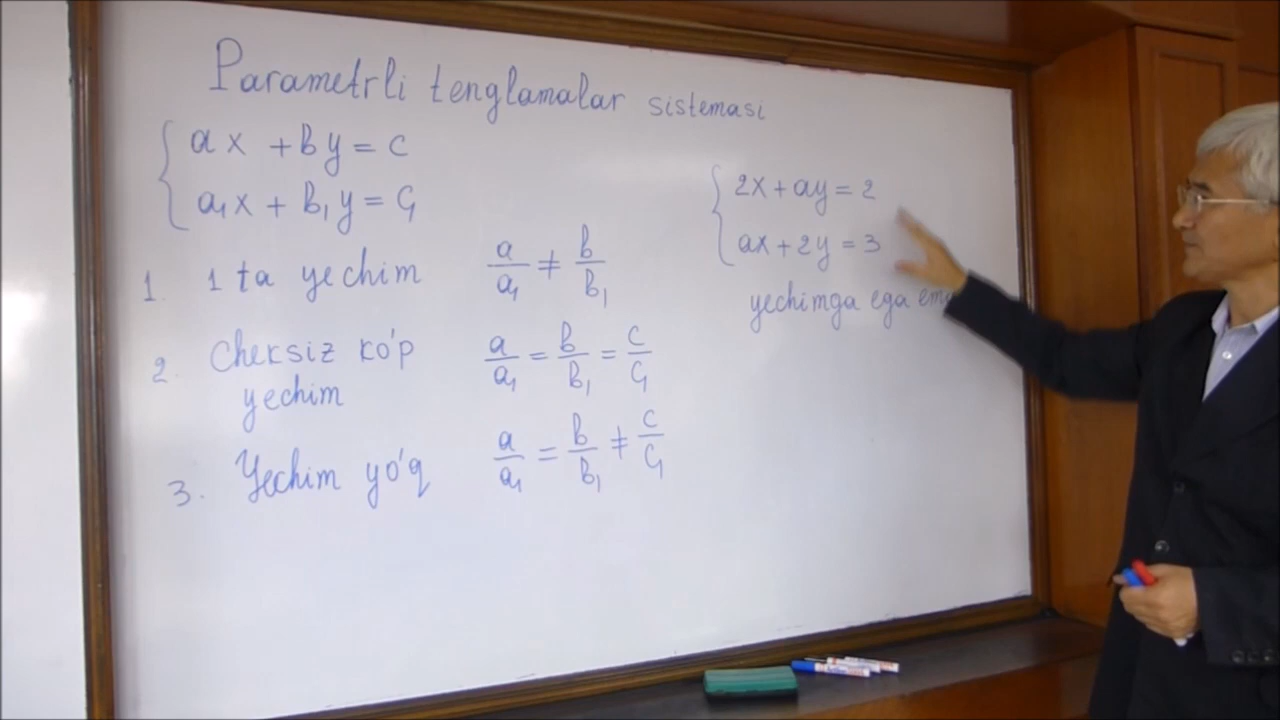 Parametrli tenglamalar sistemasi
ax + by = c
a₁x + b₁y = c₁
1. 1 ta yechim a/a₁ ≠ b/b₁
2. Cheksiz ko'p yechim a/a₁ = b/b₁ = c/c₁
3. Yechim yo'q a/a₁ = b/b₁ ≠ c/c₁
2x + ay = 2
ax + 2y = 3
yechimga ega